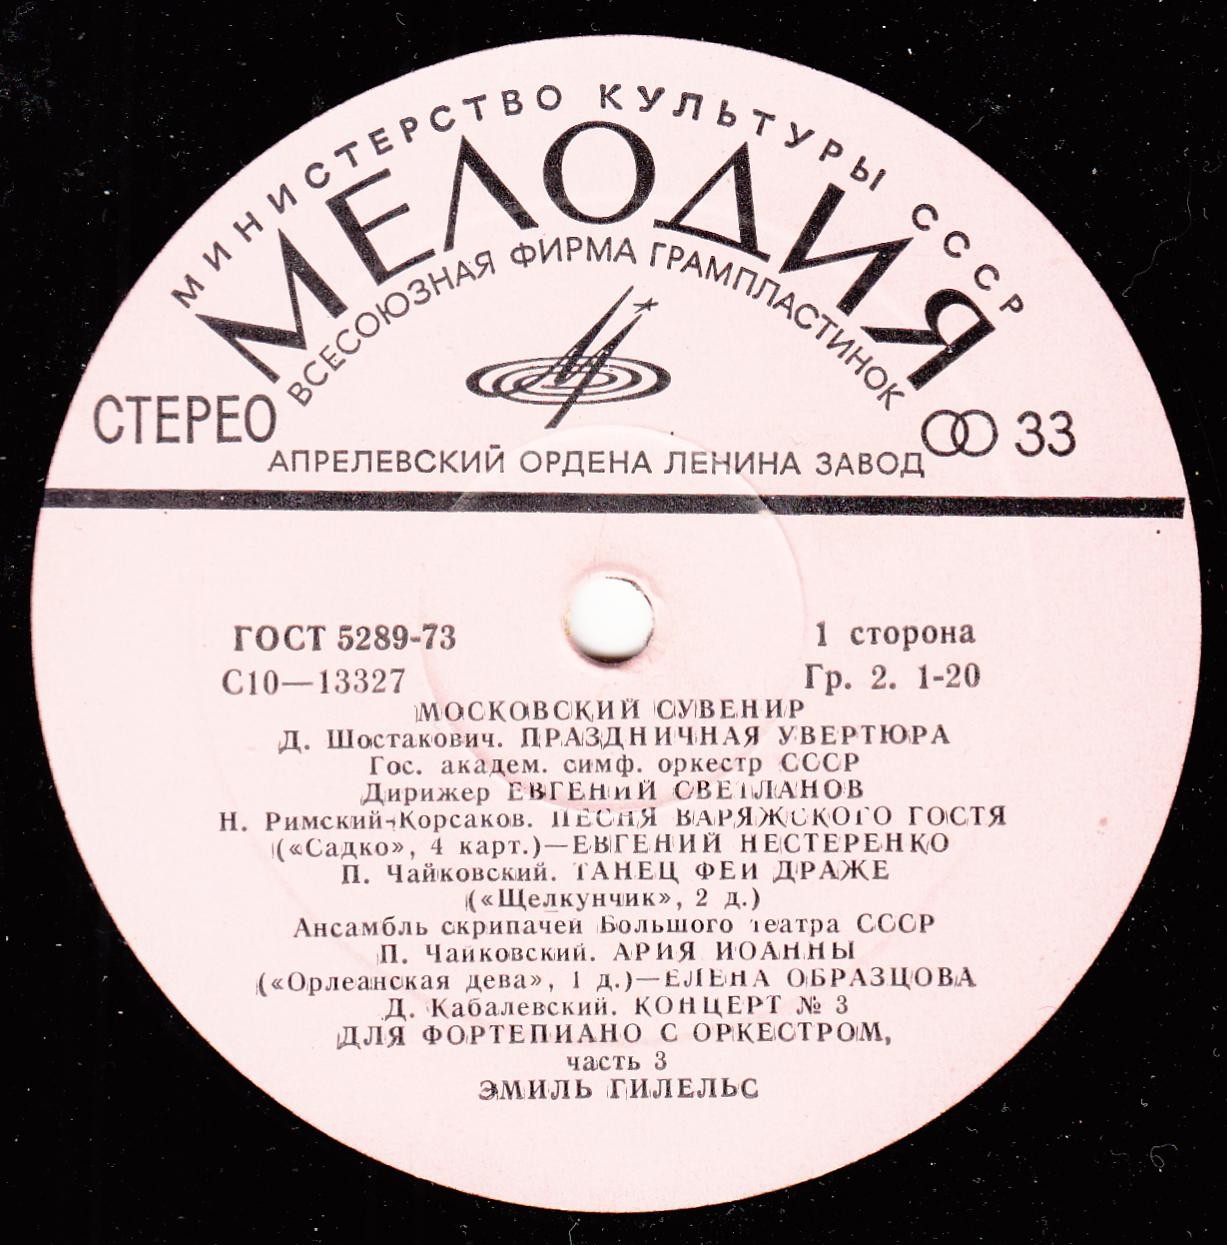 МИНИСТЕРСТВО КУЛЬТУРЫ СССР
МЕЛОДИЯ
ВСЕСОЮЗНАЯ ФИРМА ГРАМПЛАСТИНОК
СТЕРЕО
33
АПРЕЛЕВСКИЙ ОРДЕНА ЛЕНИНА ЗАВОД
ГОСТ 5289-73
1 сторона
С10—13327
Гр. 2. 1-20
МОСКОВСКИЙ СУВЕНИР
Д. Шостакович. ПРАЗДНИЧНАЯ УВЕРТЮРА
Гос. академ. симф. оркестр СССР
Дирижер ЕВГЕНИЙ СВЕТЛАНОВ
Н. Римский-Корсаков. ПЕСНЯ ВАРЯЖСКОГО ГОСТЯ
(«Садко», 4 карт.)—ЕВГЕНИЙ НЕСТЕРЕНКО
П. Чайковский. ТАНЕЦ ФЕИ ДРАЖЕ
(«Щелкунчик», 2 д.)
Ансамбль скрипачей Большого театра СССР
П. Чайковский. АРИЯ ИОАННЫ
(«Орлеанская дева», 1 д.)—ЕЛЕНА ОБРАЗЦОВА
Д. Кабалевский. КОНЦЕРТ № 3
ДЛЯ ФОРТЕПИАНО С ОРКЕСТРОМ,
часть 3
ЭМИЛЬ ГИЛЕЛЬС